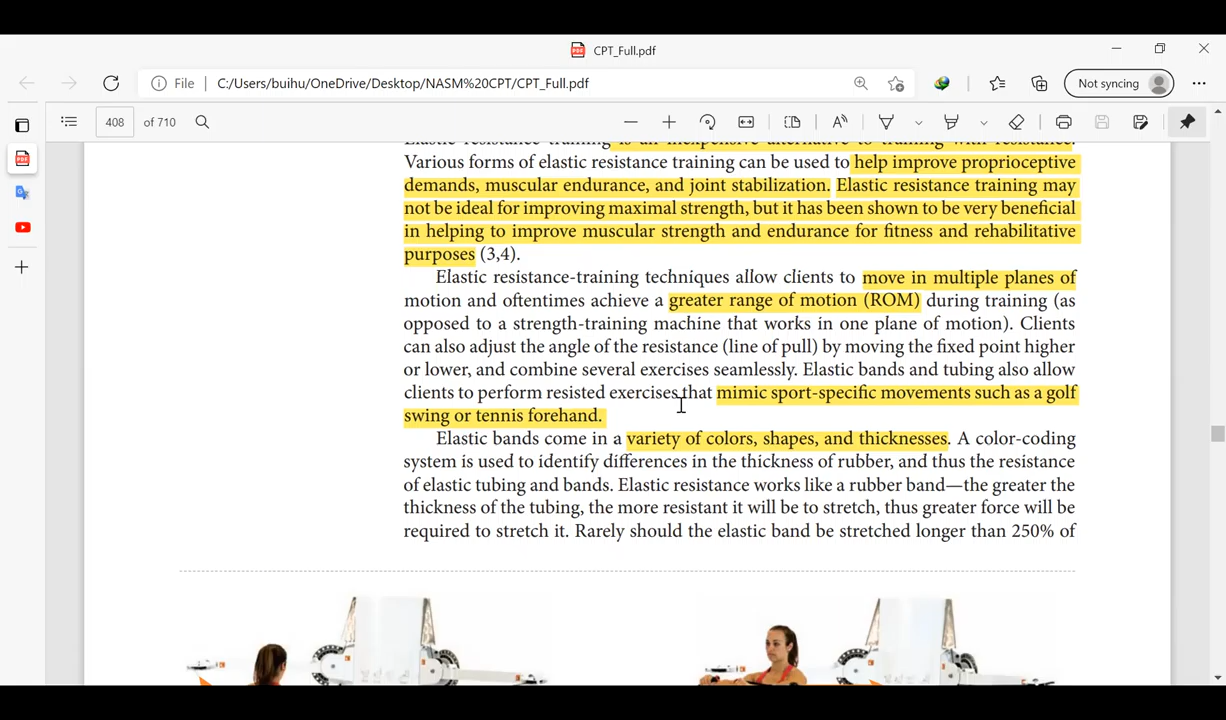 CPT_Full.pdf
File | C:/Users/buihu/OneDrive/Desktop/NASM%20CPT/CPT_Full.pdf
Not syncing
408 of 710
Elastic resistance training is an inexpensive alternative to training with resistance.
Various forms of elastic resistance training can be used to help improve proprioceptive
demands, muscular endurance, and joint stabilization. Elastic resistance training may
not be ideal for improving maximal strength, but it has been shown to be very beneficial
in helping to improve muscular strength and endurance for fitness and rehabilitative
purposes (3,4).
Elastic resistance-training techniques allow clients to move in multiple planes of
motion and oftentimes achieve a greater range of motion (ROM) during training (as
opposed to a strength-training machine that works in one plane of motion). Clients
can also adjust the angle of the resistance (line of pull) by moving the fixed point higher
or lower, and combine several exercises seamlessly. Elastic bands and tubing also allow
clients to perform resisted exercises that mimic sport-specific movements such as a golf
swing or tennis forehand.
Elastic bands come in a variety of colors, shapes, and thicknesses. A color-coding
system is used to identify differences in the thickness of rubber, and thus the resistance
of elastic tubing and bands. Elastic resistance works like a rubber band—the greater the
thickness of the tubing, the more resistant it will be to stretch, thus greater force will be
required to stretch it. Rarely should the elastic band be stretched longer than 250% of